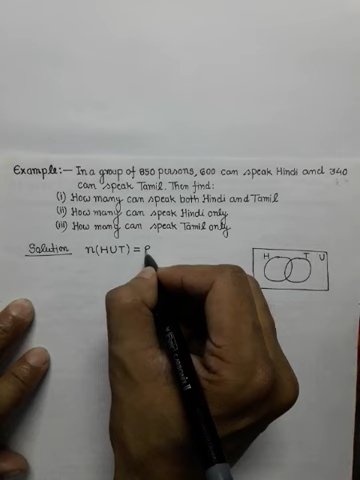 Example:— In a group of 850 persons, 600 can speak Hindi and 340
can speak Tamil. Then find:
(i) How many can speak both Hindi and Tamil
(ii) How many can speak Hindi only
(iii) How many can speak Tamil only.
Solution n(HUT) =
H T U